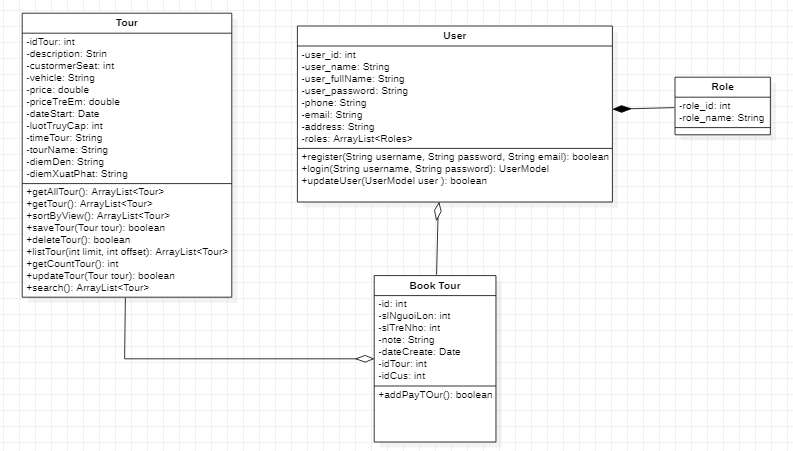 Tour
-idTour: int
-description: Strin
-custormerSeat: int
-vehicle: String
-price: double
-priceTreEm: double
-dateStart: Date
-luotTruyCap: int
-timeTour: String
-tourName: String
-diemDen: String
-diemXuatPhat: String
+getAllTour(): ArrayList<Tour>
+getTour(): ArrayList<Tour>
+sortByView(): ArrayList<Tour>
+saveTour(Tour tour): boolean
+deleteTour(): boolean
+listTour(int limit, int offset): ArrayList<Tour>
+getCountTour(): int
+updateTour(Tour tour): boolean
+search(): ArrayList<Tour>
User
-user_id: int
-user_name: String
-user_fullName: String
-user_password: String
-phone: String
-email: String
-address: String
-roles: ArrayList<Roles>
+register(String username, String password, String email): boolean
+login(String username, String password): UserModel
+updateUser(UserModel user ): boolean
Role
-role_id: int
-role_name: String
Book Tour
-id: int
-slNguoiLon: int
-slTreNho: int
-note: String
-dateCreate: Date
-idTour: int
-idCus: int
+addPayTOur(): boolean